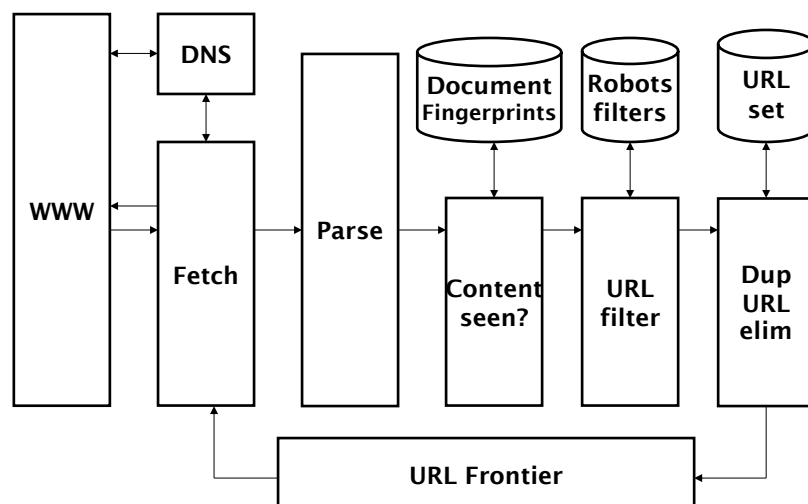 DNS
Document
Fingerprints
Robots
filters
URL
set
WWW
Fetch
Parse
Content
seen?
URL
filter
Dup
URL
elim
URL Frontier